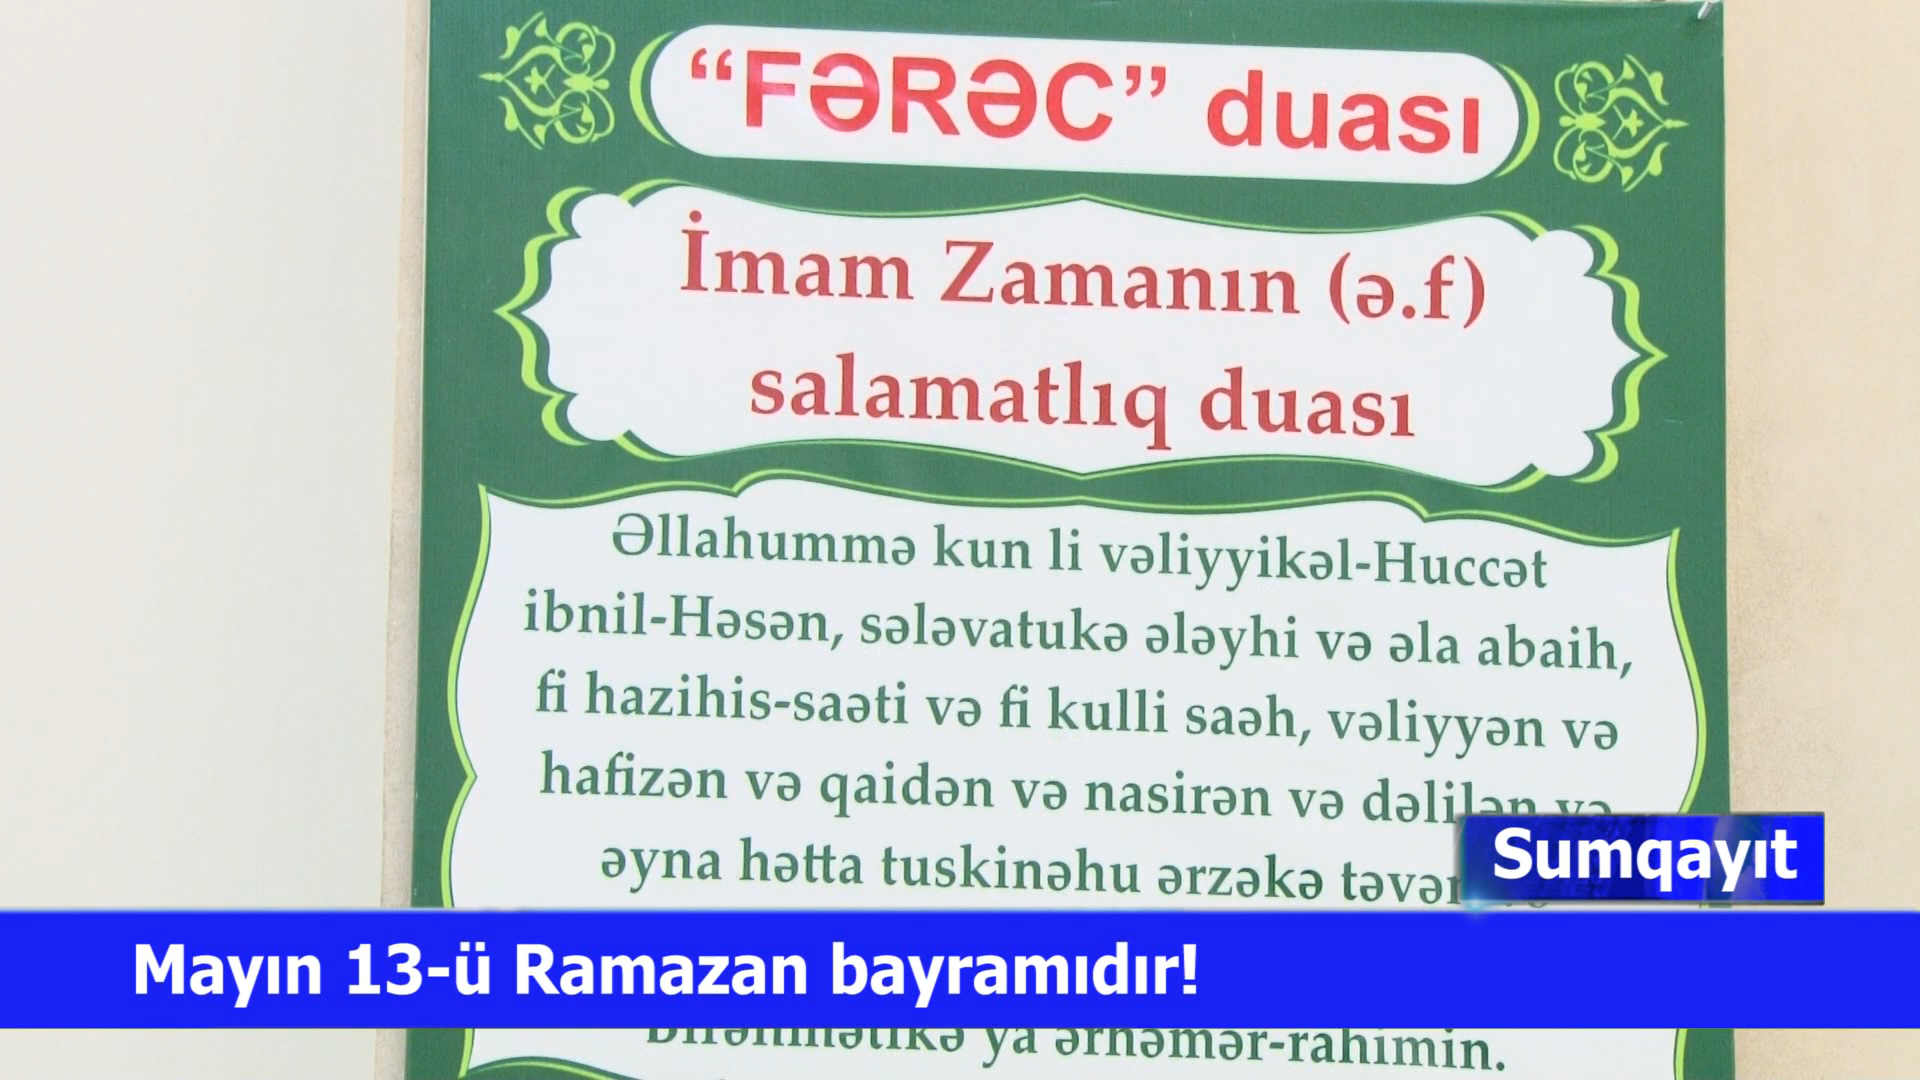 “FƏRƏC” duası
İmam Zamanın (ə.f)
salamatlıq duası
Əllahummə kun li vəliyyikəl-Huccət
ibnil-Həsən, sələvatukə ələyhi və əla abaih,
fi hazihis-saəti və fi kulli saəh, vəliyyən və
hafizən və qaidən və nasirən və dəlilən və
əyna hətta tuskinəhu ərzəkə
Sumqayıt
Mayın 13-ü Ramazan bayramıdır!
ya ərhəmər-rahimin.